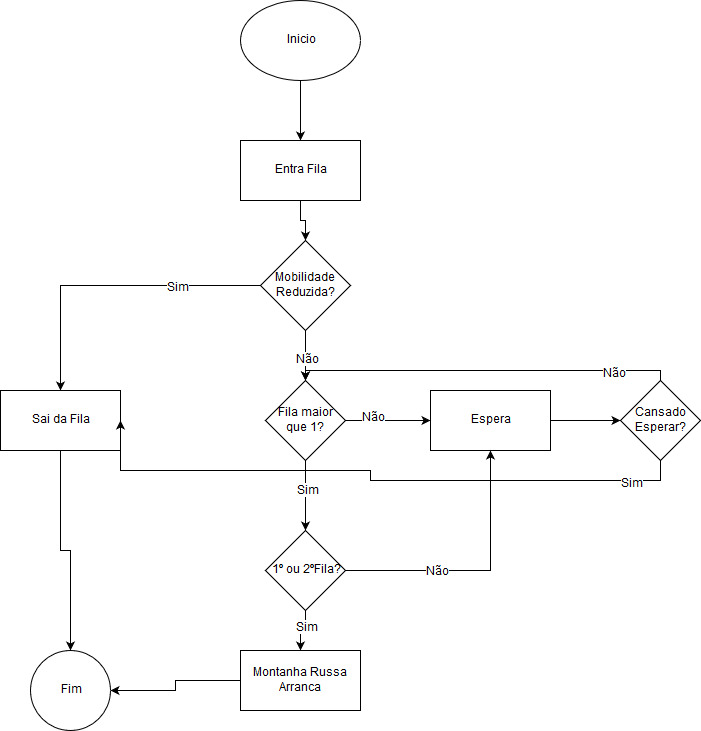 Inicio
Entra Fila
Mobilidade
Reduzida?
Sim
Não
Não
Sai da Fila
Fila maior
que 1?
Não
Espera
Cansado
Esperar?
Sim
Sim
1º ou 2ºFila?
Não
Sim
Montanha Russa
Arranca
Fim